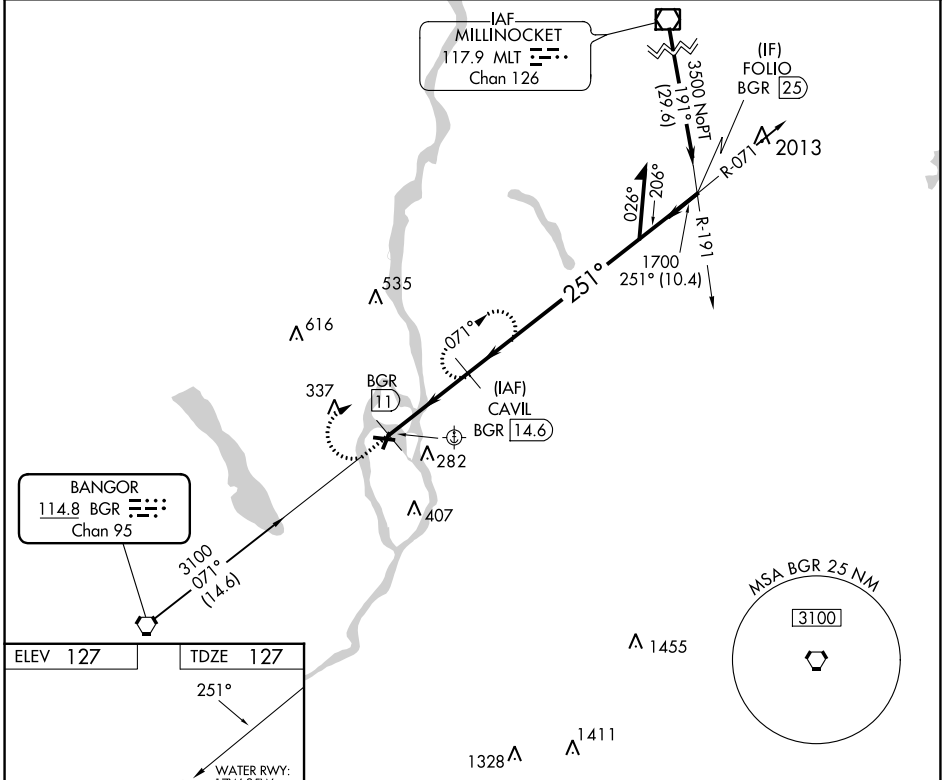 IAF
MILLINOCKET
117.9 MLT
Chan 126
(IF)
FOLIO
BGR 25
3500 NoPT
191°
(29.6)
R-071
2013
026°
206°
R-191
1700
251° (10.4)
251°
535
616
071°
(IAF)
CAVIL
BGR 14.6
BGR
11
337
282
407
BANGOR
114.8 BGR
Chan 95
3100
071°
(14.6)
MSA BGR 25 NM
3100
1455
1411
1328
ELEV 127
TDZE 127
251°
WATER RWY: